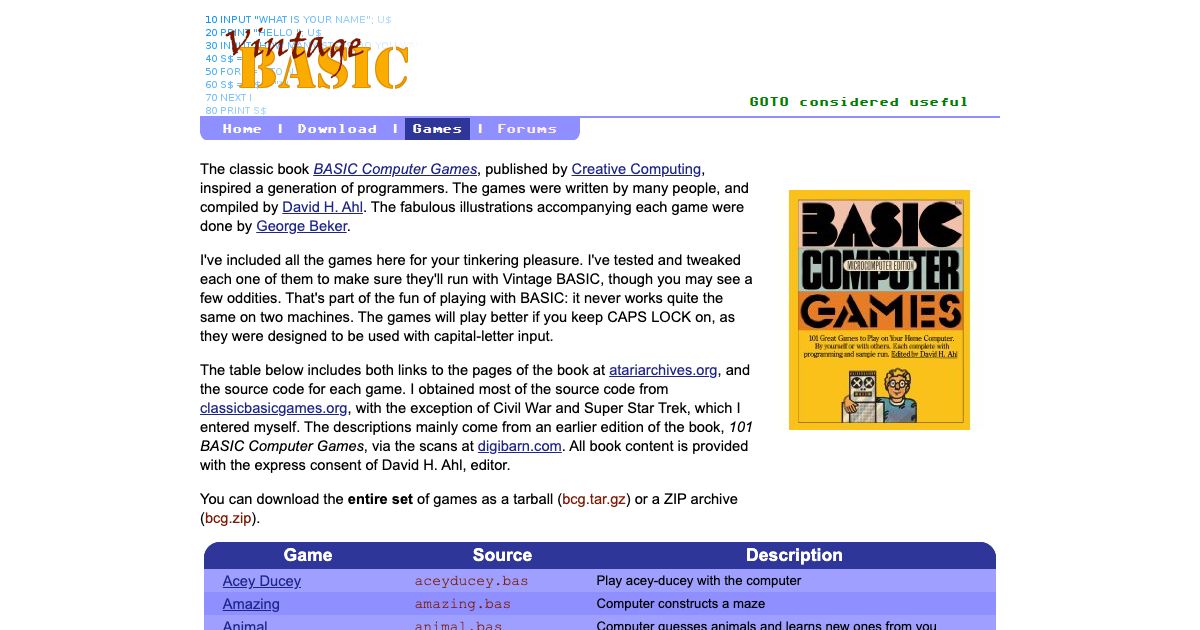 10 INPUT "WHAT IS YOUR NAME"; U$
20 PRINT "HELLO "; U$
30 INPUT
40 S$ =
50 FOR
60 S$ =
70 NEXT I
80 PRINT S$
Vintage
BASIC
GOTO considered useful
Home | Download | Games | Forums
The classic book BASIC Computer Games, published by Creative Computing,
inspired a generation of programmers. The games were written by many people, and
compiled by David H. Ahl. The fabulous illustrations accompanying each game were
done by George Beker.
I've included all the games here for your tinkering pleasure. I've tested and tweaked
each one of them to make sure they'll run with Vintage BASIC, though you may see a
few oddities. That's part of the fun of playing with BASIC: it never works quite the
same on two machines. The games will play better if you keep CAPS LOCK on, as
they were designed to be used with capital-letter input.
The table below includes both links to the pages of the book at atariarchives.org, and
the source code for each game. I obtained most of the source code from
classicbasicgames.org, with the exception of Civil War and Super Star Trek, which I
entered myself. The descriptions mainly come from an earlier edition of the book, 101
BASIC Computer Games, via the scans at digibarn.com. All book content is provided
with the express consent of David H. Ahl, editor.
You can download the entire set of games as a tarball (bcg.tar.gz) or a ZIP archive
(bcg.zip).
BASIC
COMPUTER
MICROCOMPUTER EDITION
GAMES
101 Great Games to Play on Your Home Computer.
By yourself or with others. Each complete with
programming and sample run. Edited by David H. Ahl
Game Source Description
Acey Ducey aceyducey.bas Play acey-ducey with the computer
Amazing amazing.bas Computer constructs a maze
Animal animal.bas Computer guesses animals and learns new ones from you